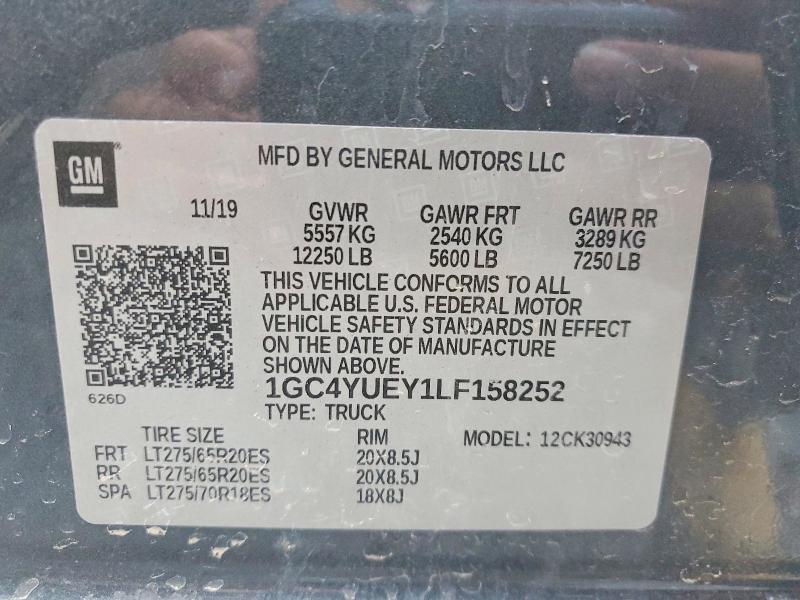 GM
MFD BY GENERAL MOTORS LLC
11/19 GVWR GAWR FRT GAWR RR
5557 KG 2540 KG 3289 KG
12250 LB 5600 LB 7250 LB
THIS VEHICLE CONFORMS TO ALL
APPLICABLE U.S. FEDERAL MOTOR
VEHICLE SAFETY STANDARDS IN EFFECT
ON THE DATE OF MANUFACTURE
SHOWN ABOVE.
626D
1GC4YUEY1LF158252
TYPE: TRUCK
TIRE SIZE RIM MODEL: 12CK30943
FRT LT275/65R20ES 20X8.5J
RR LT275/65R20ES 20X8.5J
SPA LT275/70R18ES 18X8J